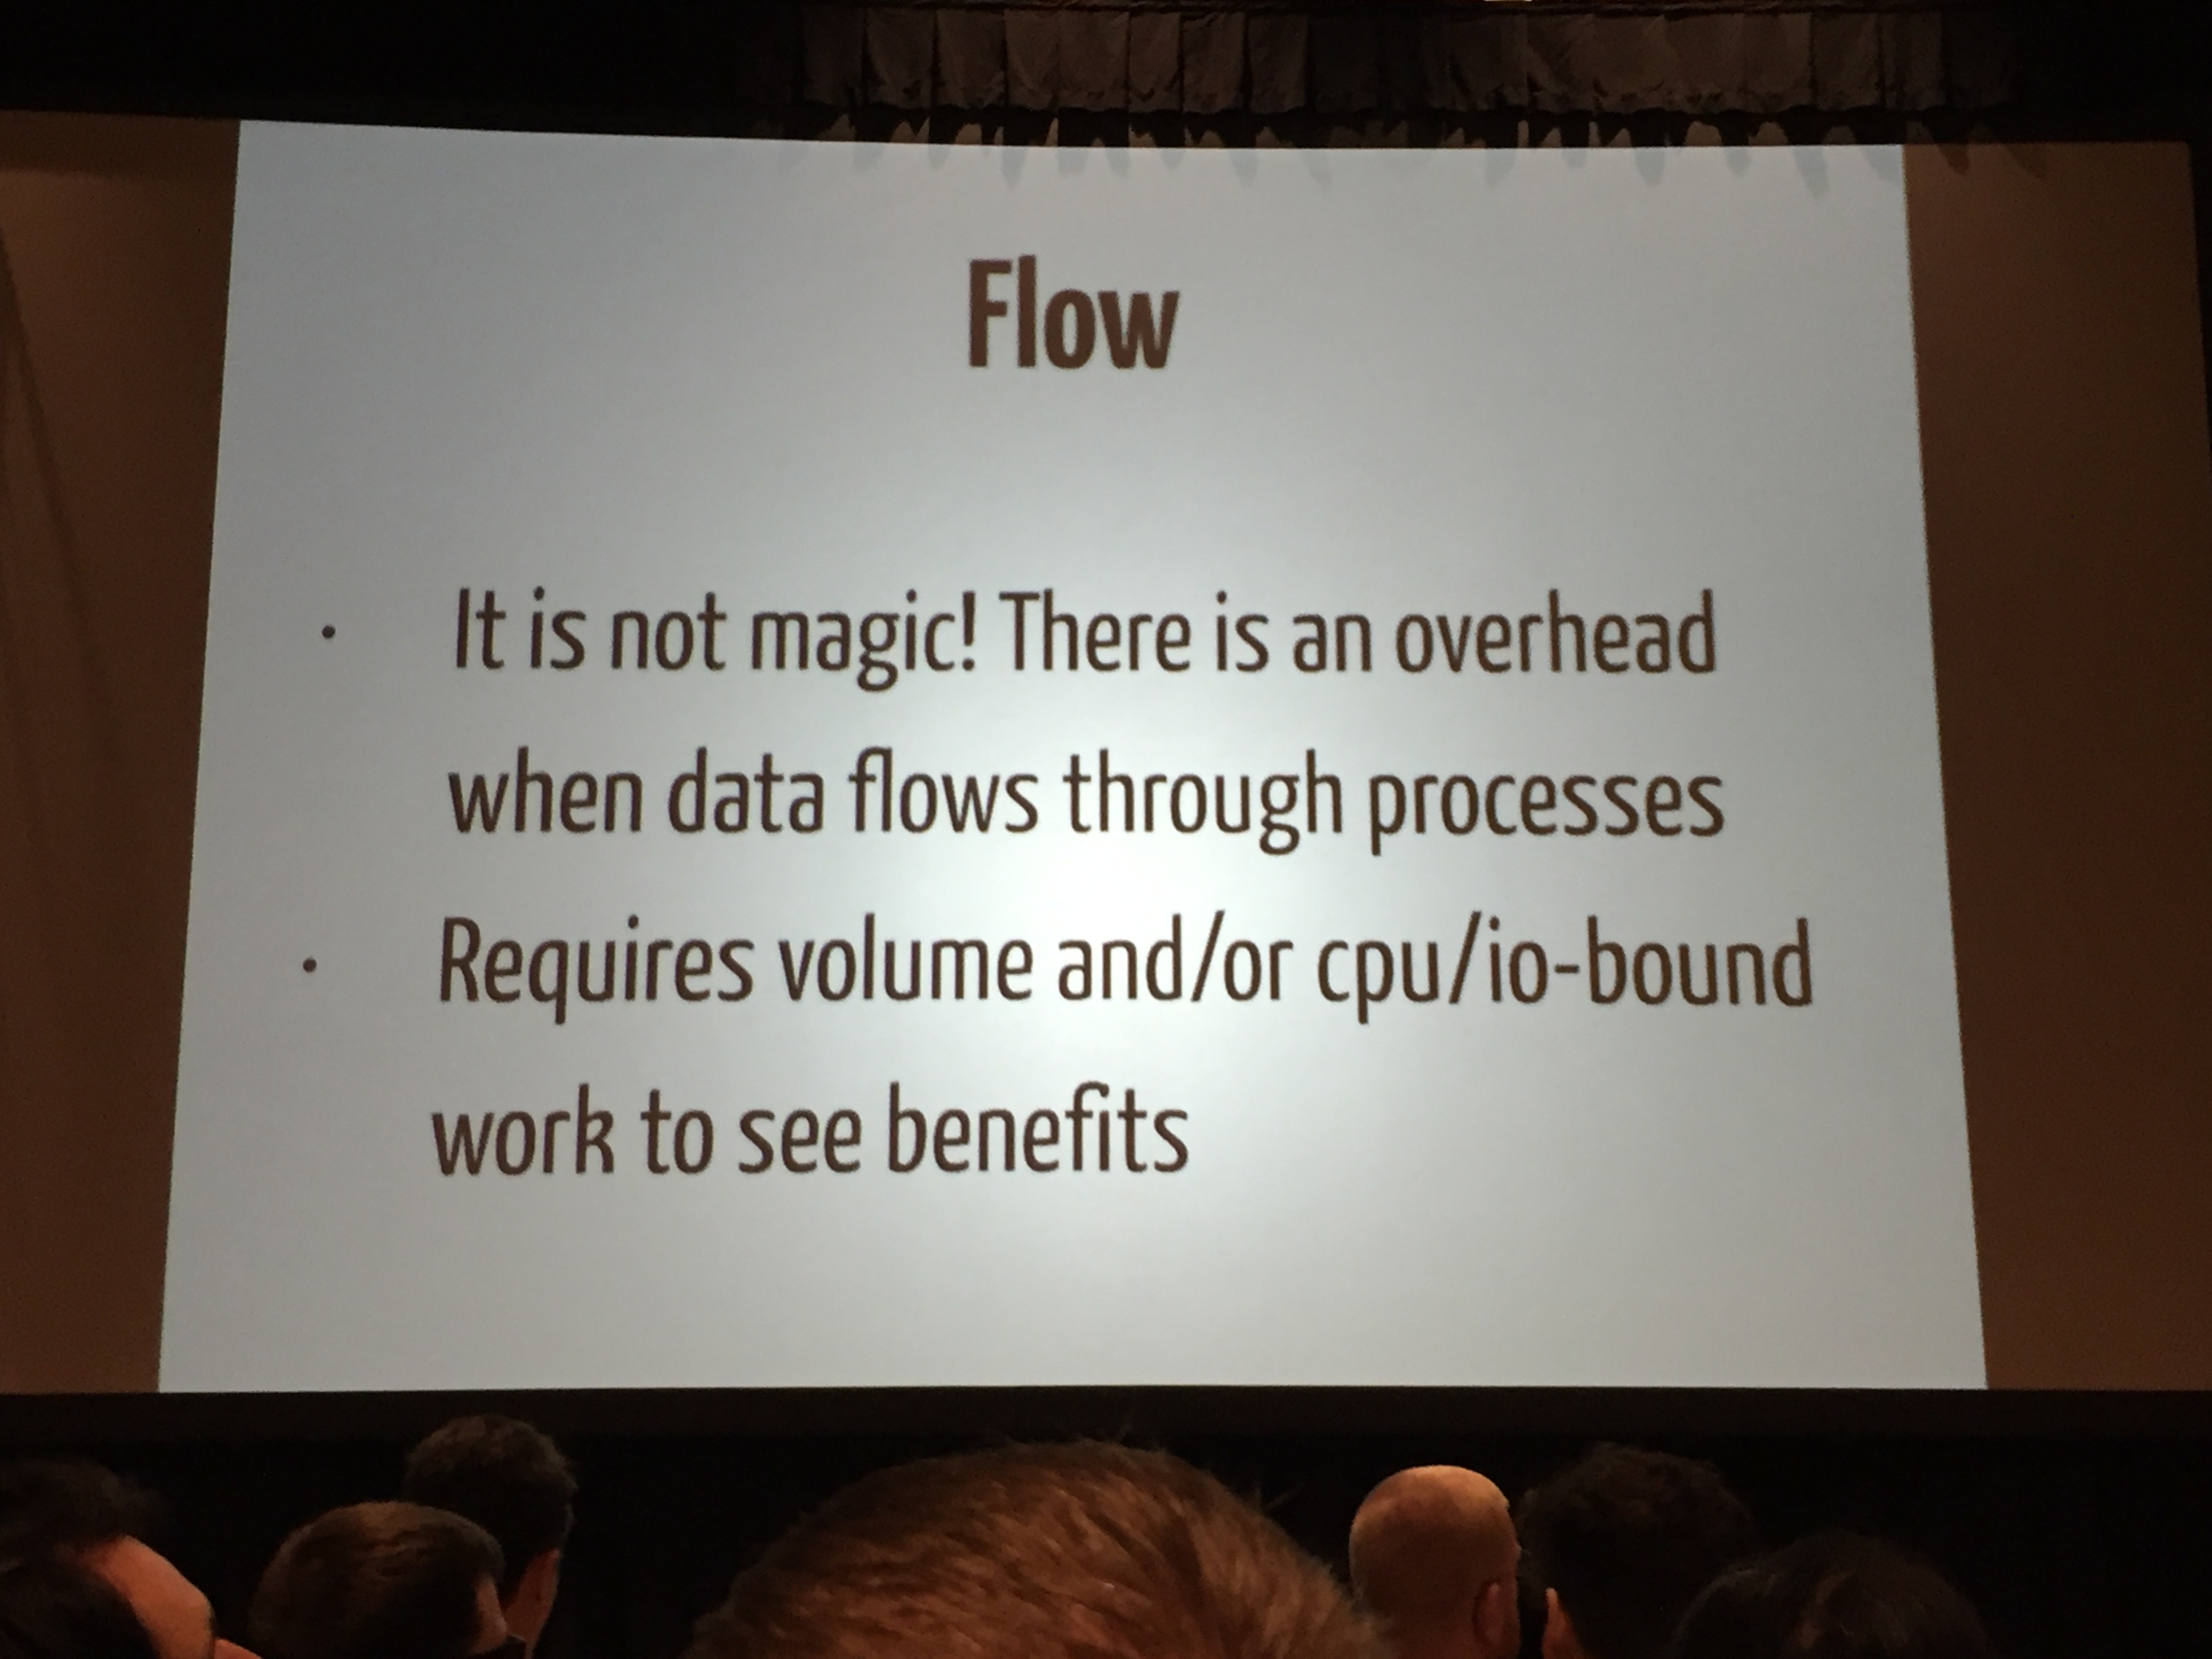 Flow
• It is not magic! There is an overhead
when data flows through processes
• Requires volume and/or cpu/io-bound
work to see benefits